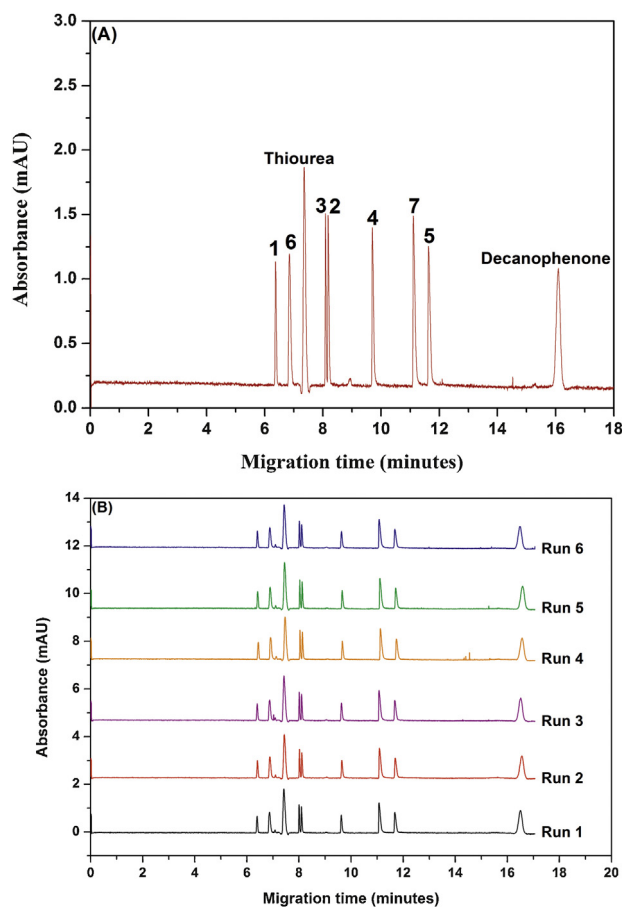 (A)
3.0
2.5
2.0
1.5
1.0
0.5
0.0
Absorbance (mAU)
Thiourea
1
6
3 2
4
7
5
Decanophenone
0 2 4 6 8 10 12 14 16 18
Migration time (minutes)
(B)
14
12
10
8
6
4
2
0
Absorbance (mAU)
Run 6
Run 5
Run 4
Run 3
Run 2
Run 1
0 2 4 6 8 10 12 14 16 18 20
Migration time (minutes)